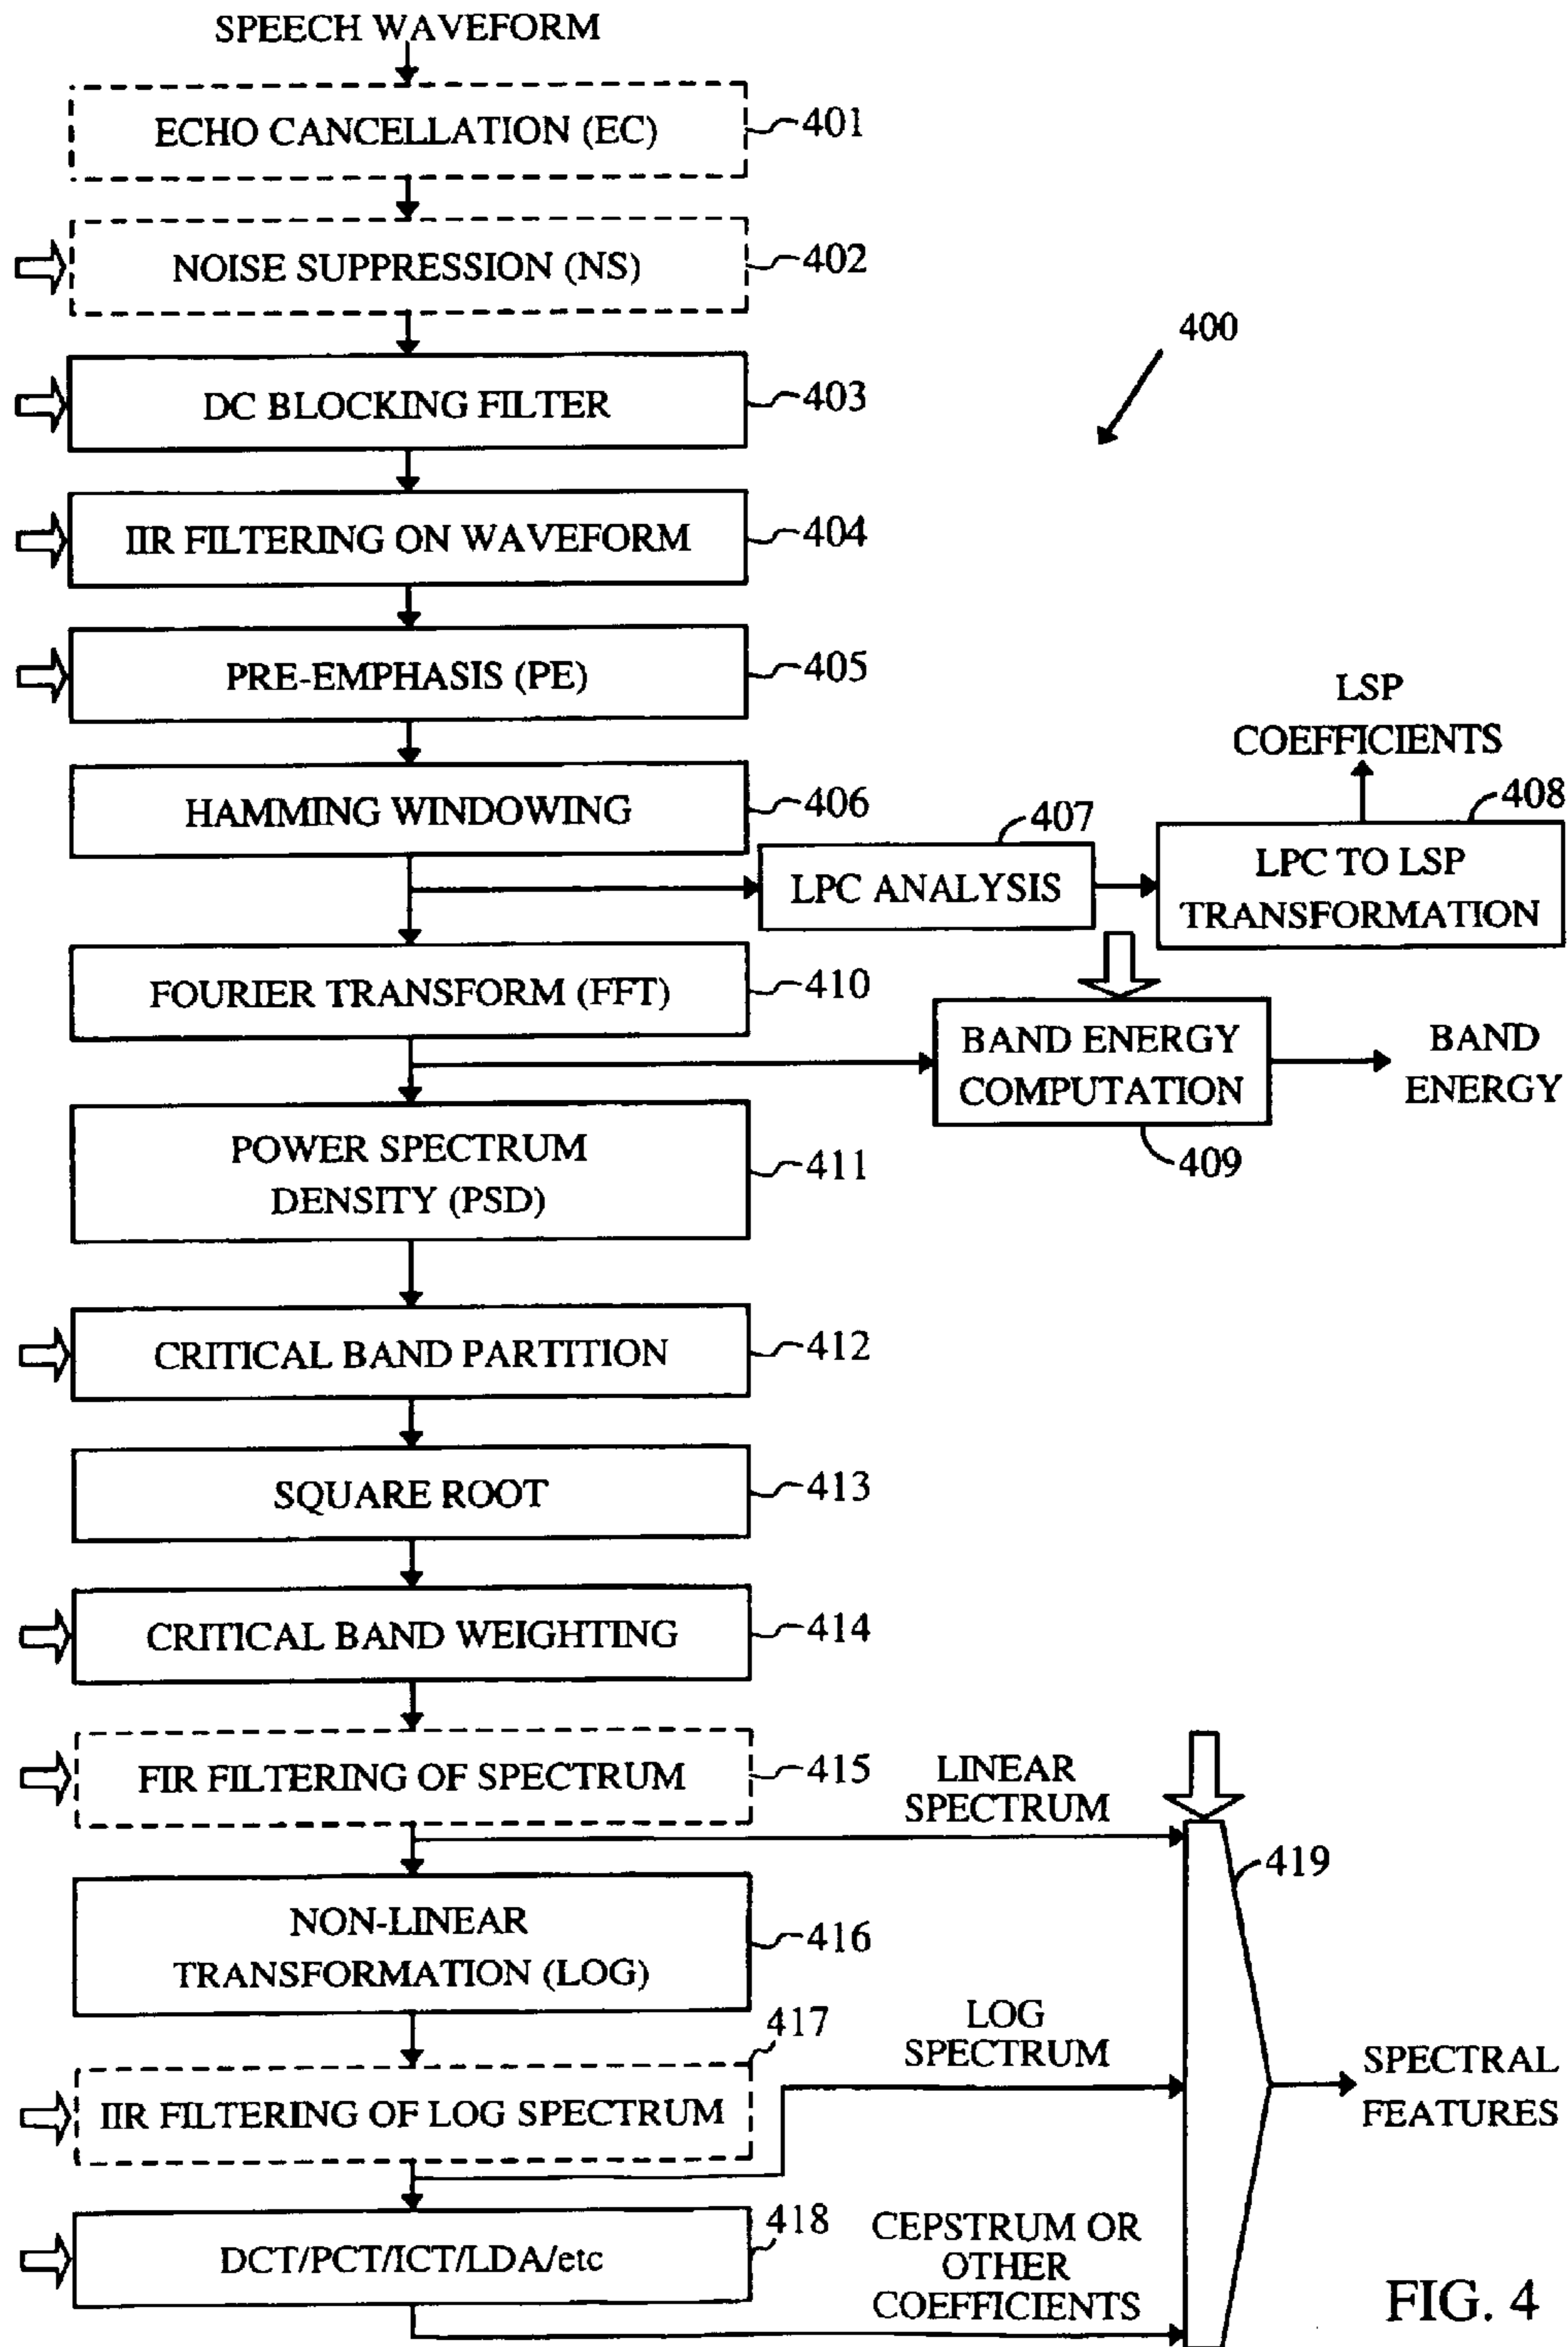 SPEECH WAVEFORM
ECHO CANCELLATION (EC)
401
NOISE SUPPRESSION (NS)
402
400
DC BLOCKING FILTER
403
IIR FILTERING ON WAVEFORM
404
PRE-EMPHASIS (PE)
405
LSP
COEFFICIENTS
HAMMING WINDOWING
406
407
LPC ANALYSIS
408
LPC TO LSP
TRANSFORMATION
FOURIER TRANSFORM (FFT)
410
BAND ENERGY
COMPUTATION
409
BAND
ENERGY
POWER SPECTRUM
DENSITY (PSD)
411
CRITICAL BAND PARTITION
412
SQUARE ROOT
413
CRITICAL BAND WEIGHTING
414
FIR FILTERING OF SPECTRUM
415
LINEAR
SPECTRUM
419
NON-LINEAR
TRANSFORMATION (LOG)
416
417
IIR FILTERING OF LOG SPECTRUM
LOG
SPECTRUM
SPECTRAL
FEATURES
DCT/PCT/ICT/LDA/etc
418
CEPSTRUM OR
OTHER
COEFFICIENTS
FIG. 4